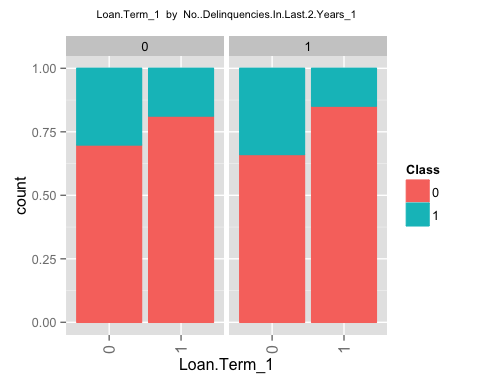 Loan.Term_1  by  No..Delinquencies.In.Last.2.Years_1
0 1
1.00
0.75
0.50
0.25
0.00
count
0 1 0 1
Loan.Term_1
Class
0
1